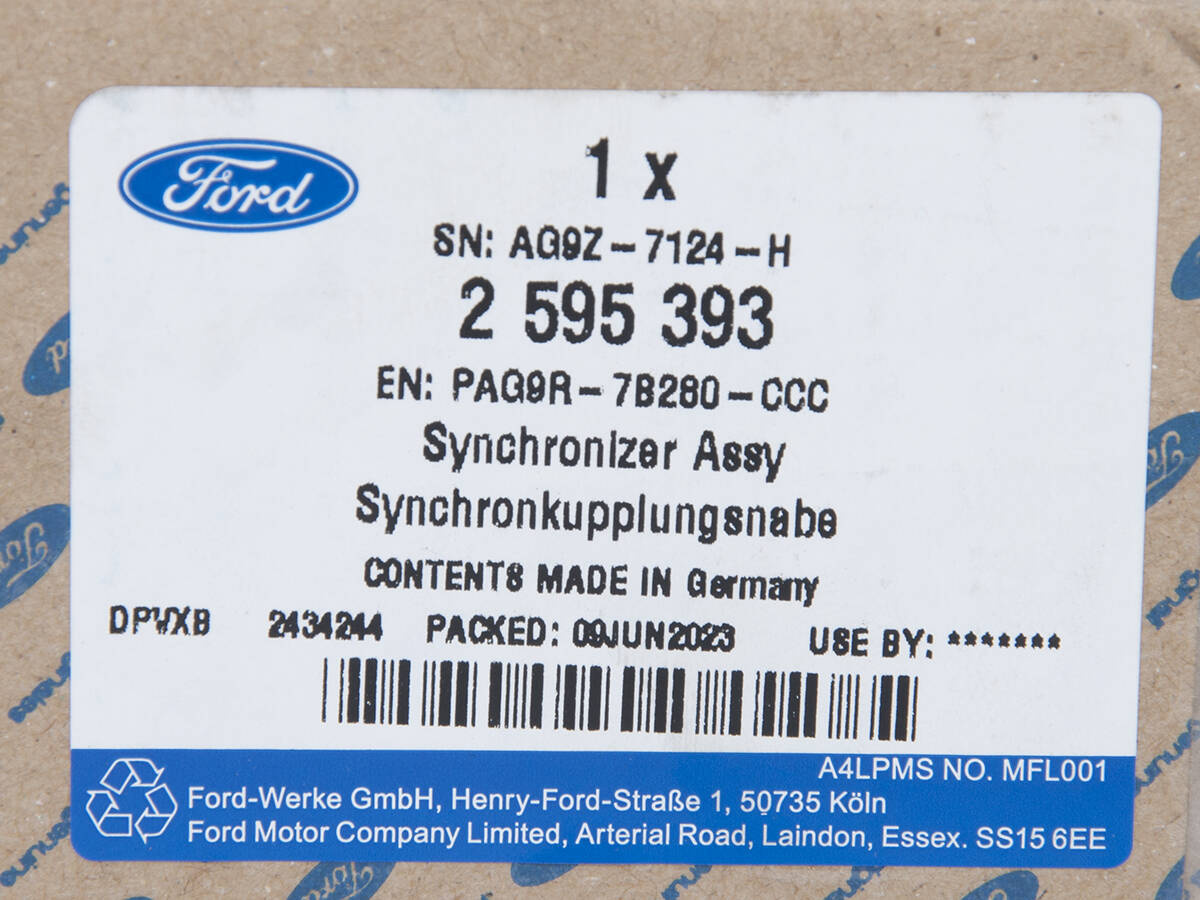 Ford
1 x
SN: AG9Z-7124-H
2 595 393
EN: PAG9R-7B280-CCC
Synchronizer Assy
Synchronkupplungsnabe
CONTENTS MADE IN Germany
DPVXB 2434244 PACKED: 09JUN2023 USE BY: *******
A4LPMS NO. MFL001
Ford-Werke GmbH, Henry-Ford-Straße 1, 50735 Köln
Ford Motor Company Limited, Arterial Road, Laindon, Essex. SS15 6EE